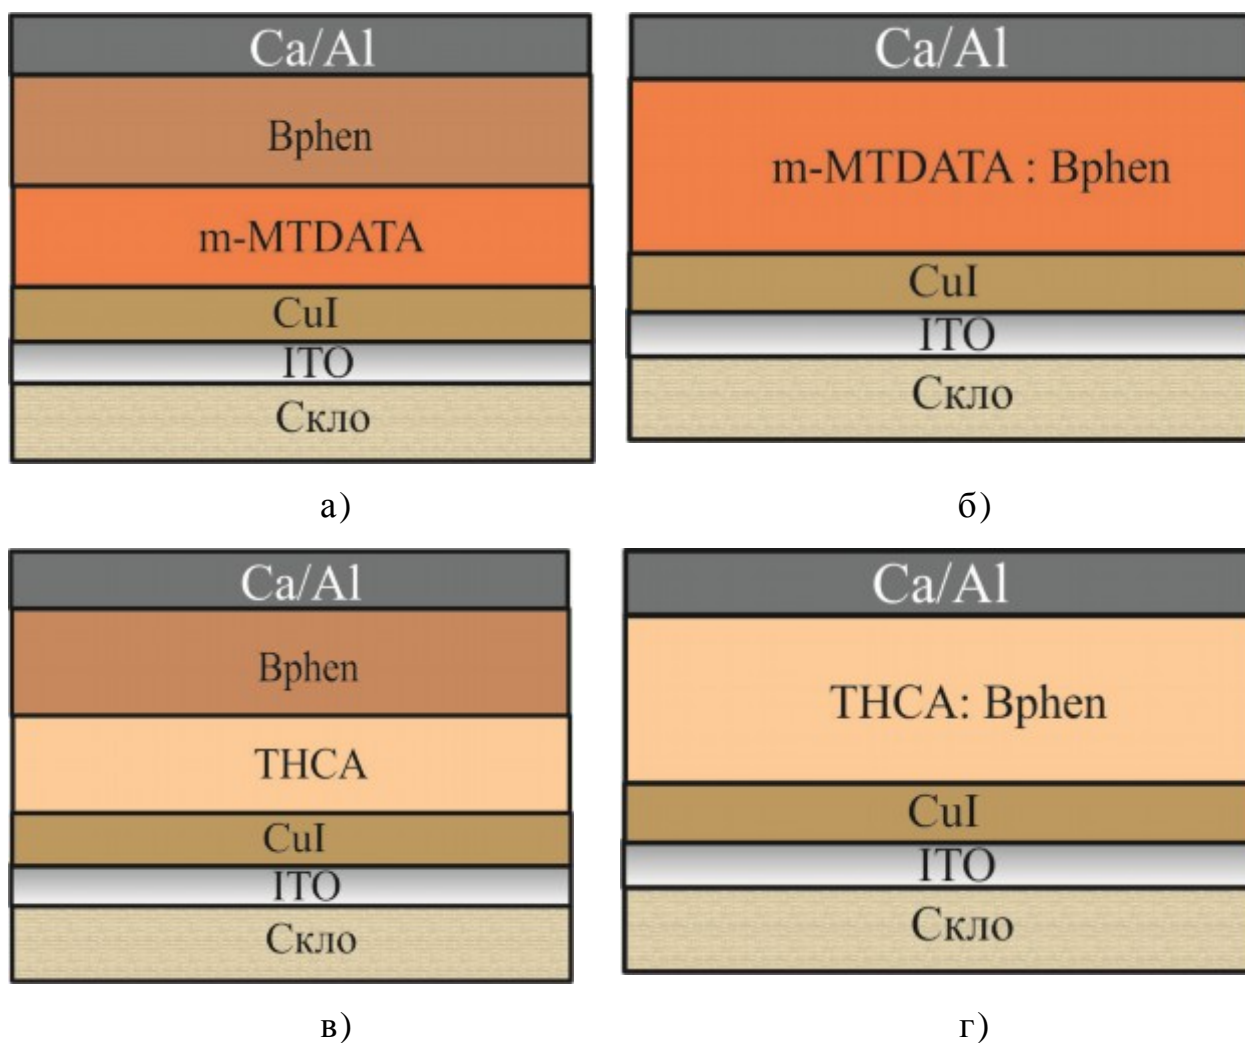 Ca/Al
Bphen
m-MTDATA
CuI
ITO
Скло
а)
Ca/Al
m-MTDATA : Bphen
CuI
ITO
Скло
б)
Ca/Al
Bphen
THCA
CuI
ITO
Скло
в)
Ca/Al
THCA: Bphen
CuI
ITO
Скло
г)